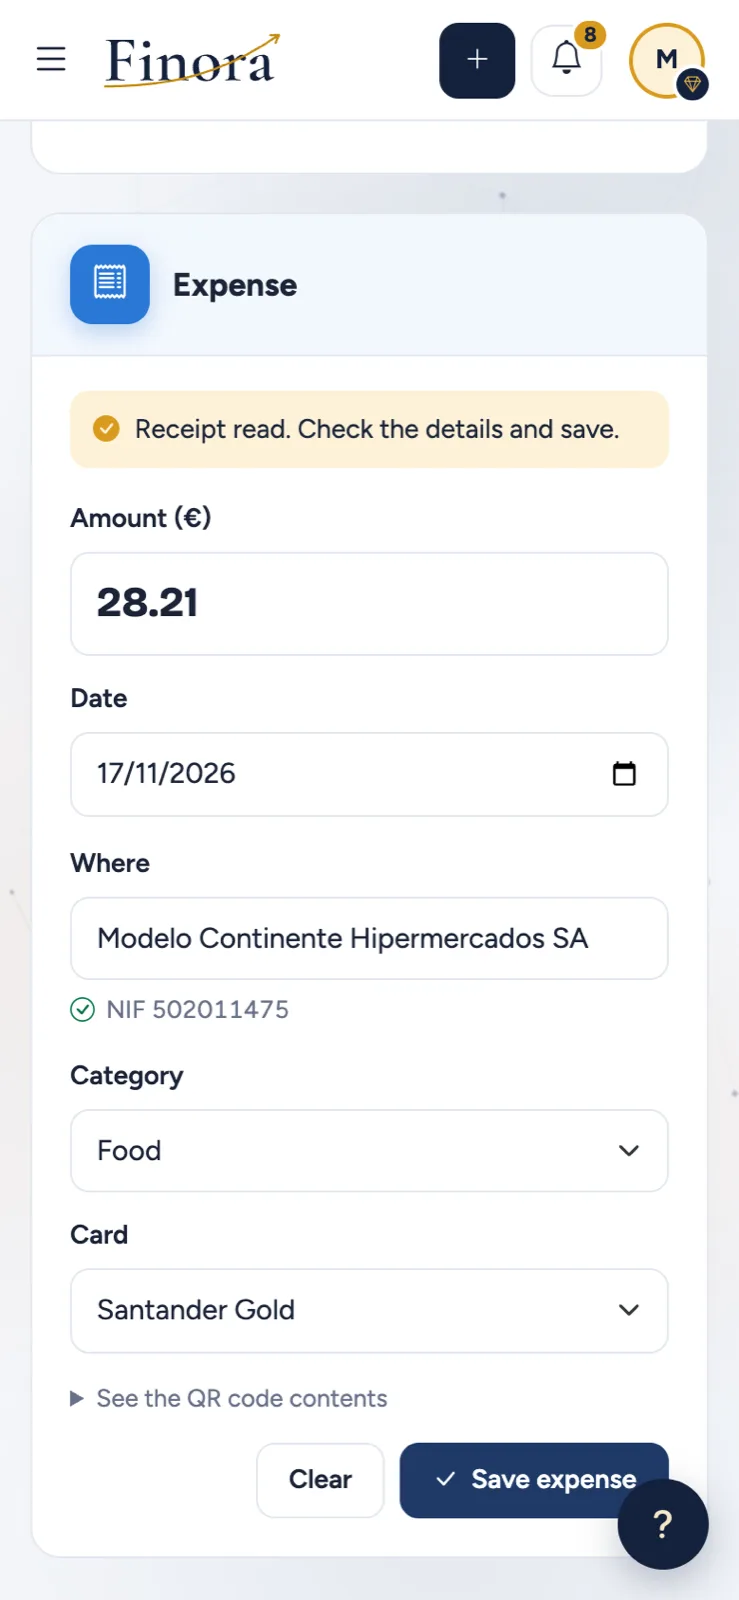 Finora
8
M
Expense
Receipt read. Check the details and save.
Amount (€)
28.21
Date
17/11/2026
Where
Modelo Continente Hipermercados SA
NIF 502011475
Category
Food
Card
Santander Gold
See the QR code contents
Clear
Save expense
?